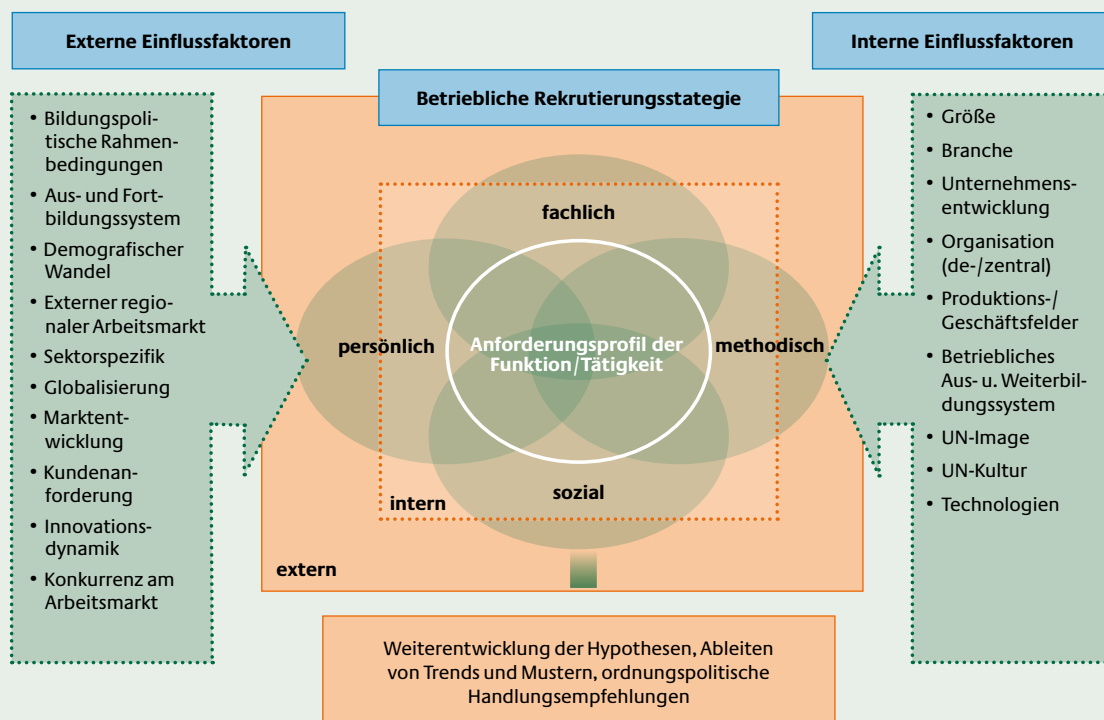 Externe Einflussfaktoren
Interne Einflussfaktoren
Betriebliche Rekrutierungsstategie
• Bildungspoli-
tische Rahmen-
bedingungen
• Aus- und Fort-
bildungssystem
• Demografischer
Wandel
• Externer regio-
naler Arbeitsmarkt
• Sektorspezifik
• Globalisierung
• Marktent-
wicklung
• Kundenan-
forderung
• Innovations-
dynamik
• Konkurrenz am
Arbeitsmarkt
fachlich
persönlich
Anforderungsprofil der
Funktion/Tätigkeit
methodisch
sozial
intern
extern
• Größe
• Branche
• Unternehmens-
entwicklung
• Organisation
(de-/zentral)
• Produktions-/
Geschäftsfelder
• Betriebliches
Aus- u. Weiterbil-
dungssystem
• UN-Image
• UN-Kultur
• Technologien
Weiterentwicklung der Hypothesen, Ableiten
von Trends und Mustern, ordnungspolitische
Handlungsempfehlungen